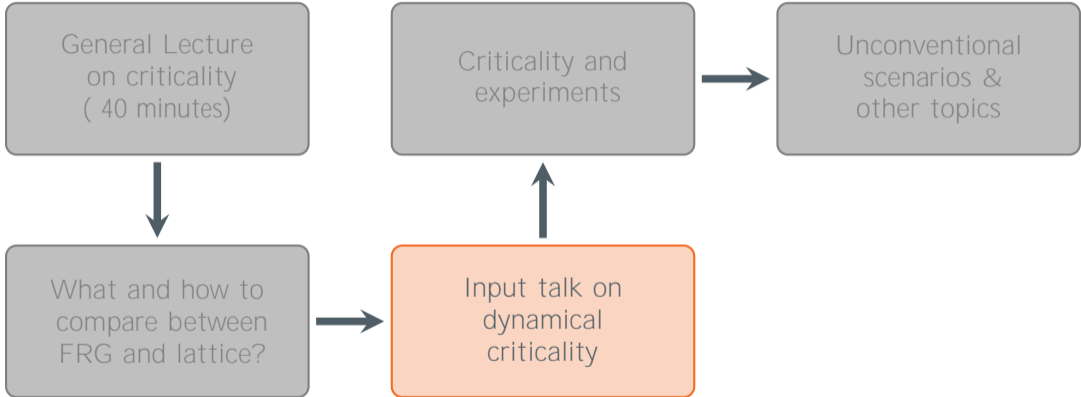 General Lecture
on criticality
( 40 minutes)
What and how to
compare between
FRG and lattice?
Input talk on
dynamical
criticality
Criticality and
experiments
Unconventional
scenarios &
other topics